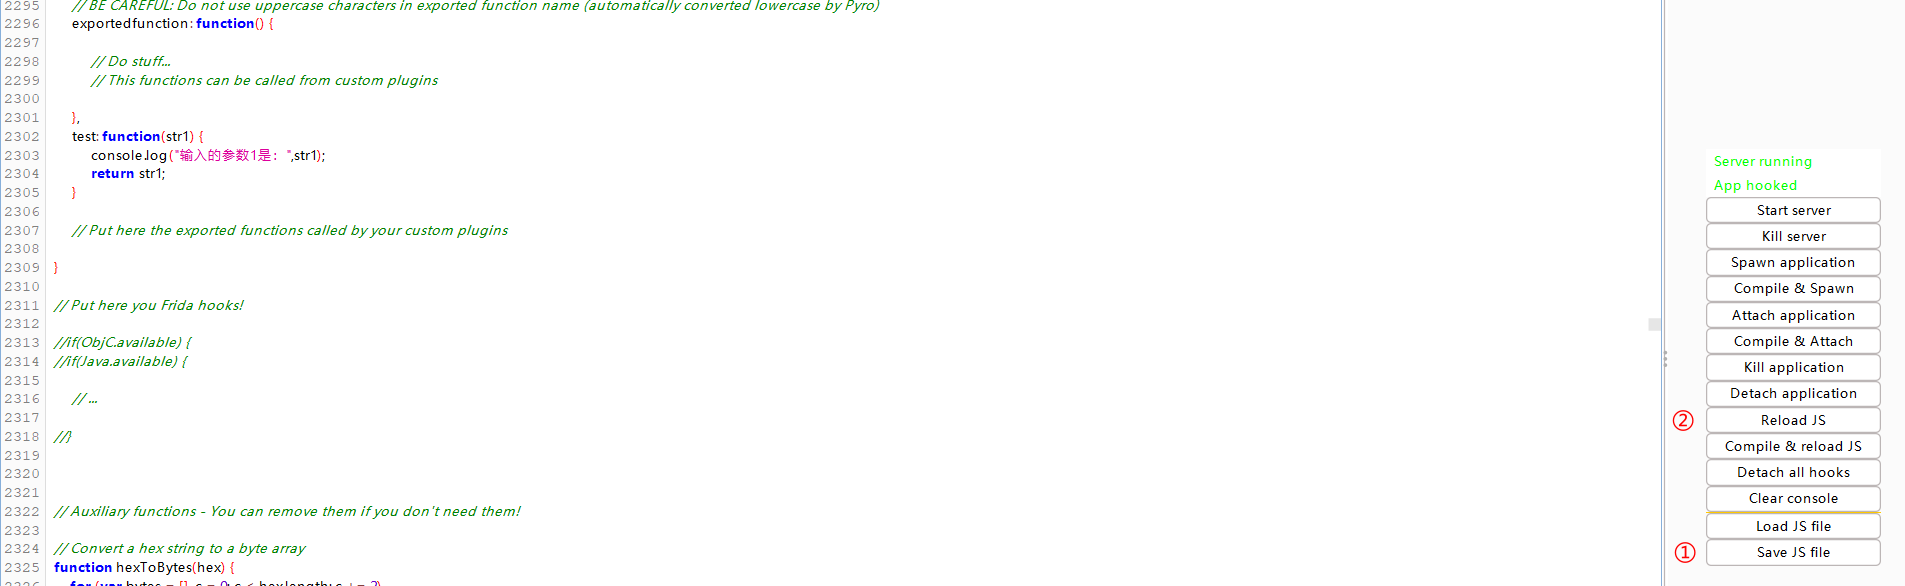 2295 // BE CAREFUL: Do not use uppercase characters in exported function name (automatically converted lowercase by Pyro)
2296 exportedfunction: function() {
2297
2298 // Do stuff...
2299 // This functions can be called from custom plugins
2300
2301 },
2302 test: function(str1) {
2303 console.log("输入的参数1是：",str1);
2304 return str1;
2305 }
2306
2307 // Put here the exported functions called by your custom plugins
2308
2309 }
2310
2311 // Put here you Frida hooks!
2312
2313 //if(ObjC.available) {
2314 //if(Java.available) {
2315
2316 // ...
2317
2318 //}
2319
2320
2321
2322 // Auxiliary functions - You can remove them if you don't need them!
2323
2324 // Convert a hex string to a byte array
2325 function hexToBytes(hex) {
2326 for (var bytes = [], c = 0; c < hex.length; c += 2)
Server running
App hooked
Start server
Kill server
Spawn application
Compile & Spawn
Attach application
Compile & Attach
Kill application
Detach application
② Reload JS
Compile & reload JS
Detach all hooks
Clear console
Load JS file
① Save JS file